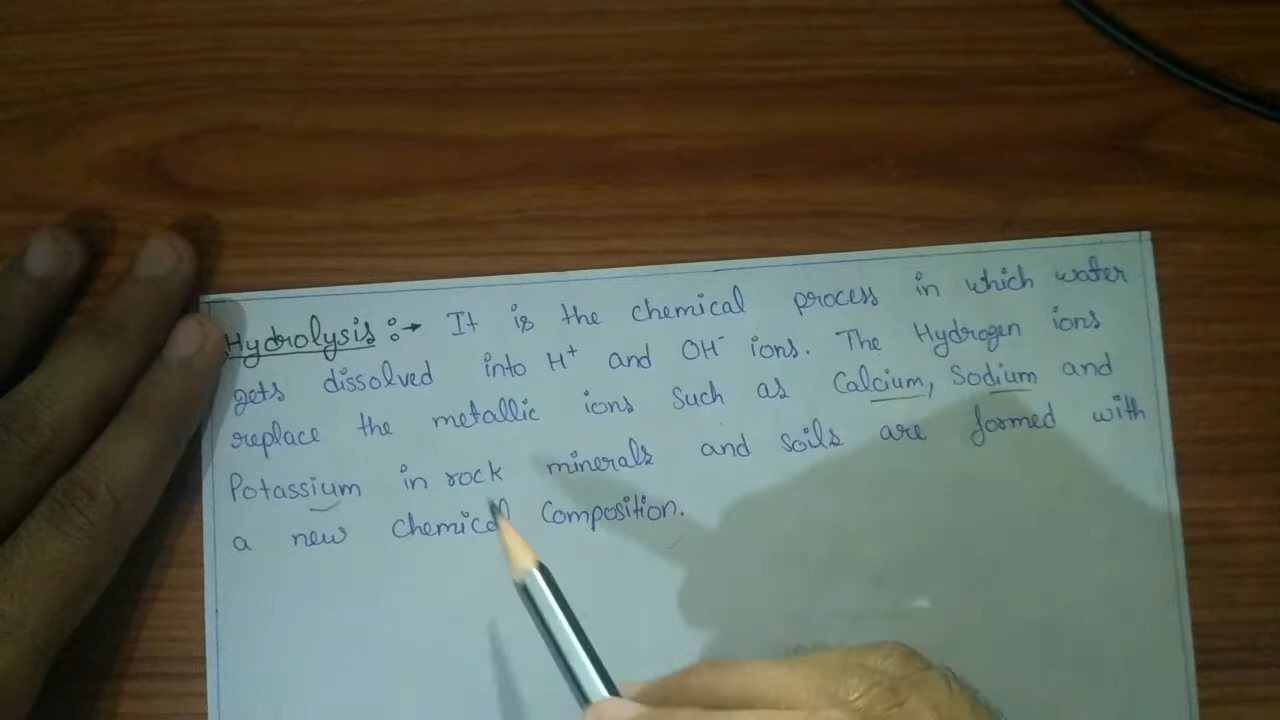 Hydrolysis :→ It is the chemical process in which water
gets dissolved into H⁺ and OH⁻ ions. The Hydrogen ions
replace the metallic ions such as Calcium, Sodium and
Potassium in rock minerals and soils are formed with
a new chemical composition.